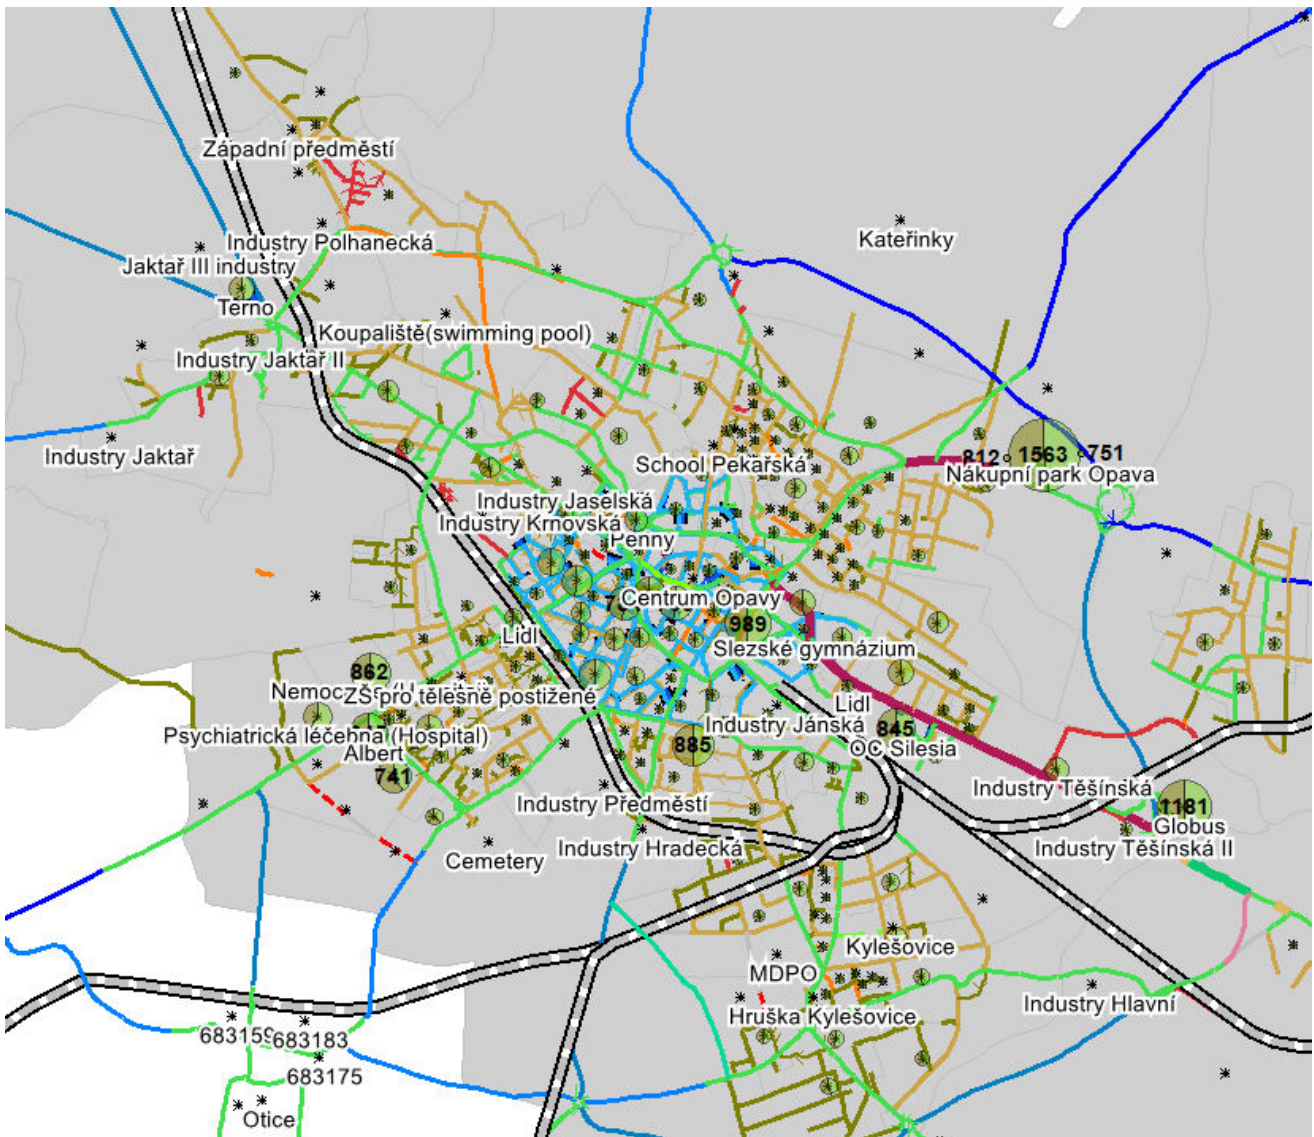 Západní předměstí
Industry Polhanecká
Kateřinky
Jaktař III industry
Terno
Koupaliště(swimming pool)
Industry Jaktař II
Industry Jaktař
School Pekařská
812
1563
751
Nákupní park Opava
Industry Jaselská
Industry Krnovská
Penny
Centrum Opavy
989
Lidl
Slezské gymnázium
862
ZŠ pro tělesně postižené
Lidl
Psychiatrická léčebna (Hospital)
Industry Jánská
845
Albert
885
OC Silesia
741
Industry Těšínská
Industry Předměstí
1181
Globus
Industry Hradecká
Industry Těšínská II
Cemetery
Kylešovice
MDPO
Industry Hlavní
Hruška Kylešovice
683159
683183
683175
Otice